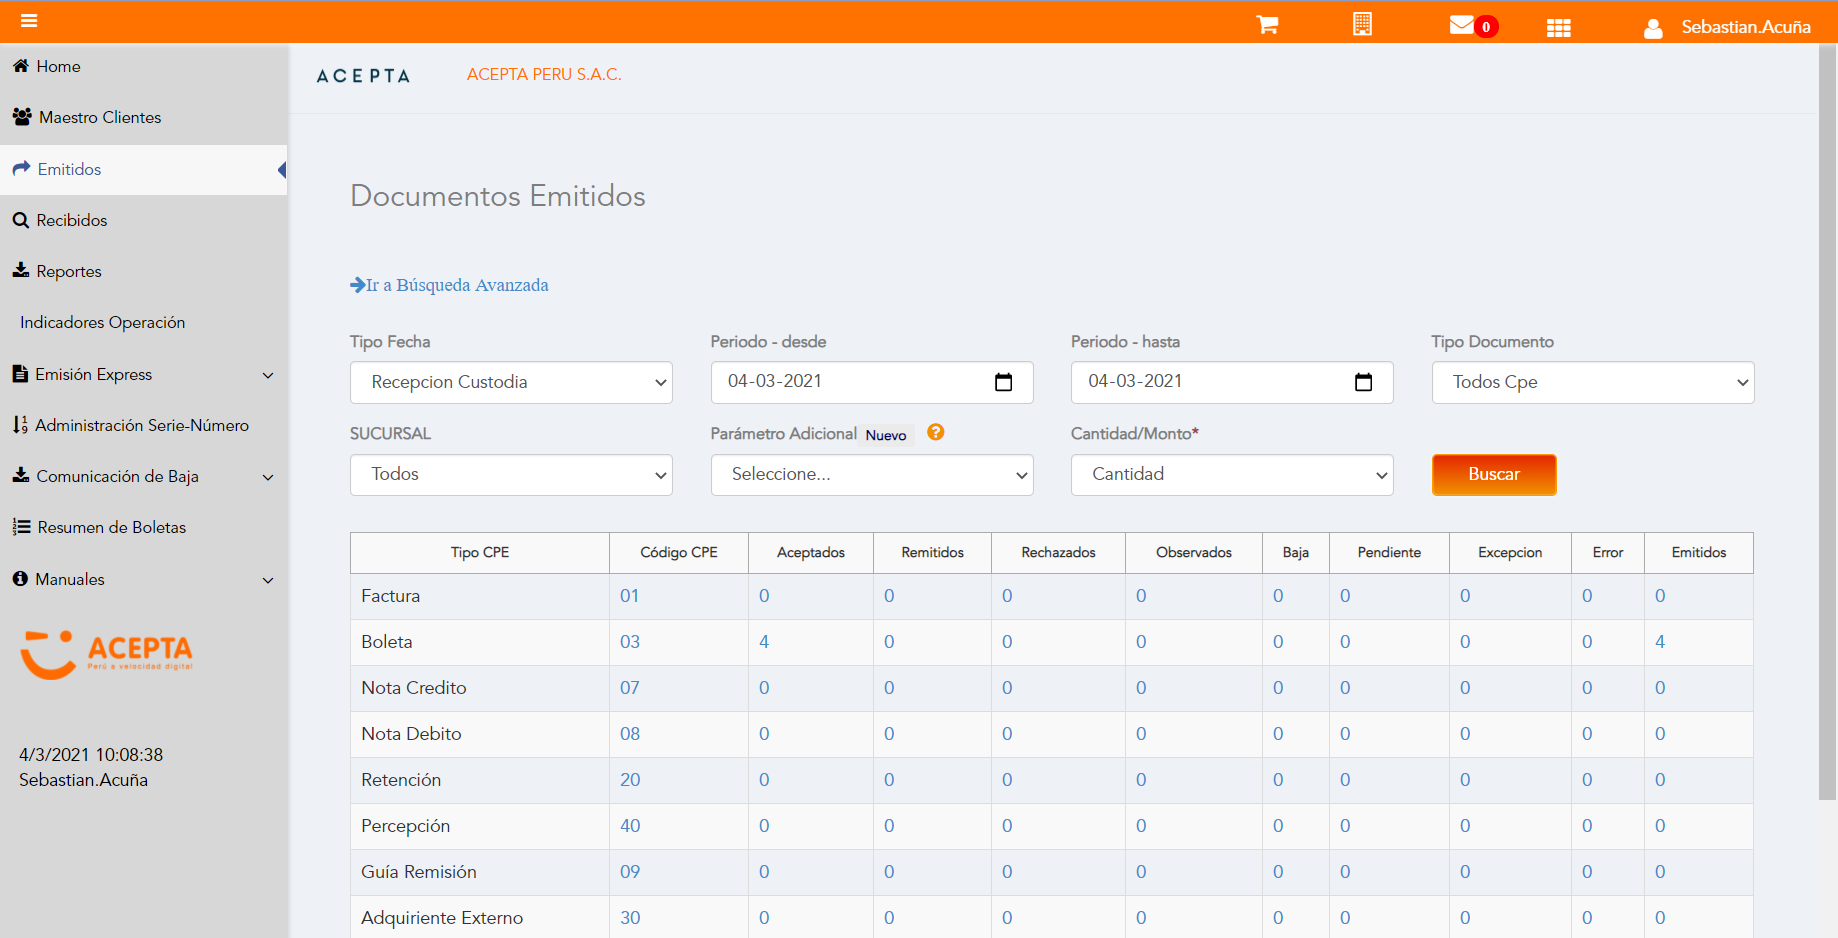 0
Sebastian.Acuña
Home
Maestro Clientes
Emitidos
Recibidos
Reportes
Indicadores Operación
Emisión Express
Administración Serie-Número
Comunicación de Baja
Resumen de Boletas
Manuales
ACEPTA
Perú a velocidad digital
4/3/2021 10:08:38
Sebastian.Acuña
ACEPTA ACEPTA PERU S.A.C.
Documentos Emitidos
Ir a Búsqueda Avanzada
Tipo Fecha Periodo - desde Periodo - hasta Tipo Documento
Recepcion Custodia 04-03-2021 04-03-2021 Todos Cpe
SUCURSAL Parámetro Adicional Nuevo ? Cantidad/Monto*
Todos Seleccione... Cantidad Buscar
Tipo CPE Código CPE Aceptados Remitidos Rechazados Observados Baja Pendiente Excepcion Error Emitidos
Factura 01 0 0 0 0 0 0 0 0 0
Boleta 03 4 0 0 0 0 0 0 0 4
Nota Credito 07 0 0 0 0 0 0 0 0 0
Nota Debito 08 0 0 0 0 0 0 0 0 0
Retención 20 0 0 0 0 0 0 0 0 0
Percepción 40 0 0 0 0 0 0 0 0 0
Guía Remisión 09 0 0 0 0 0 0 0 0 0
Adquiriente Externo 30 0 0 0 0 0 0 0 0 0